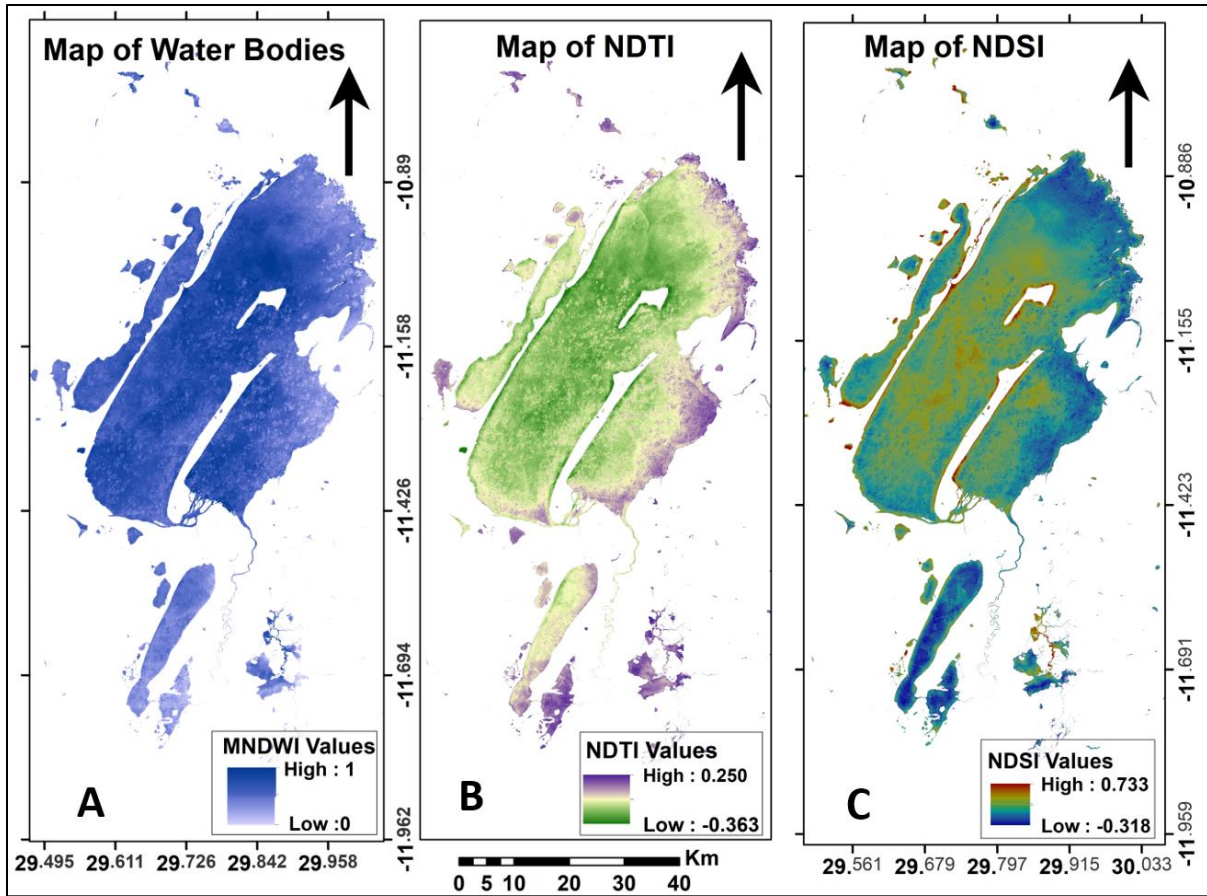 Map of Water Bodies
-10.89
-11.158
-11.426
-11.694
-11.962
MNDWI Values
High : 1
Low :0
A
29.495 29.611 29.726 29.842 29.958
Map of NDTI
NDTI Values
High : 0.250
Low : -0.363
B
Km
0 5 10 20 30 40
Map of NDSI
-10.886
-11.155
-11.423
-11.691
-11.959
NDSI Values
High : 0.733
Low : -0.318
C
29.561 29.679 29.797 29.915 30.033